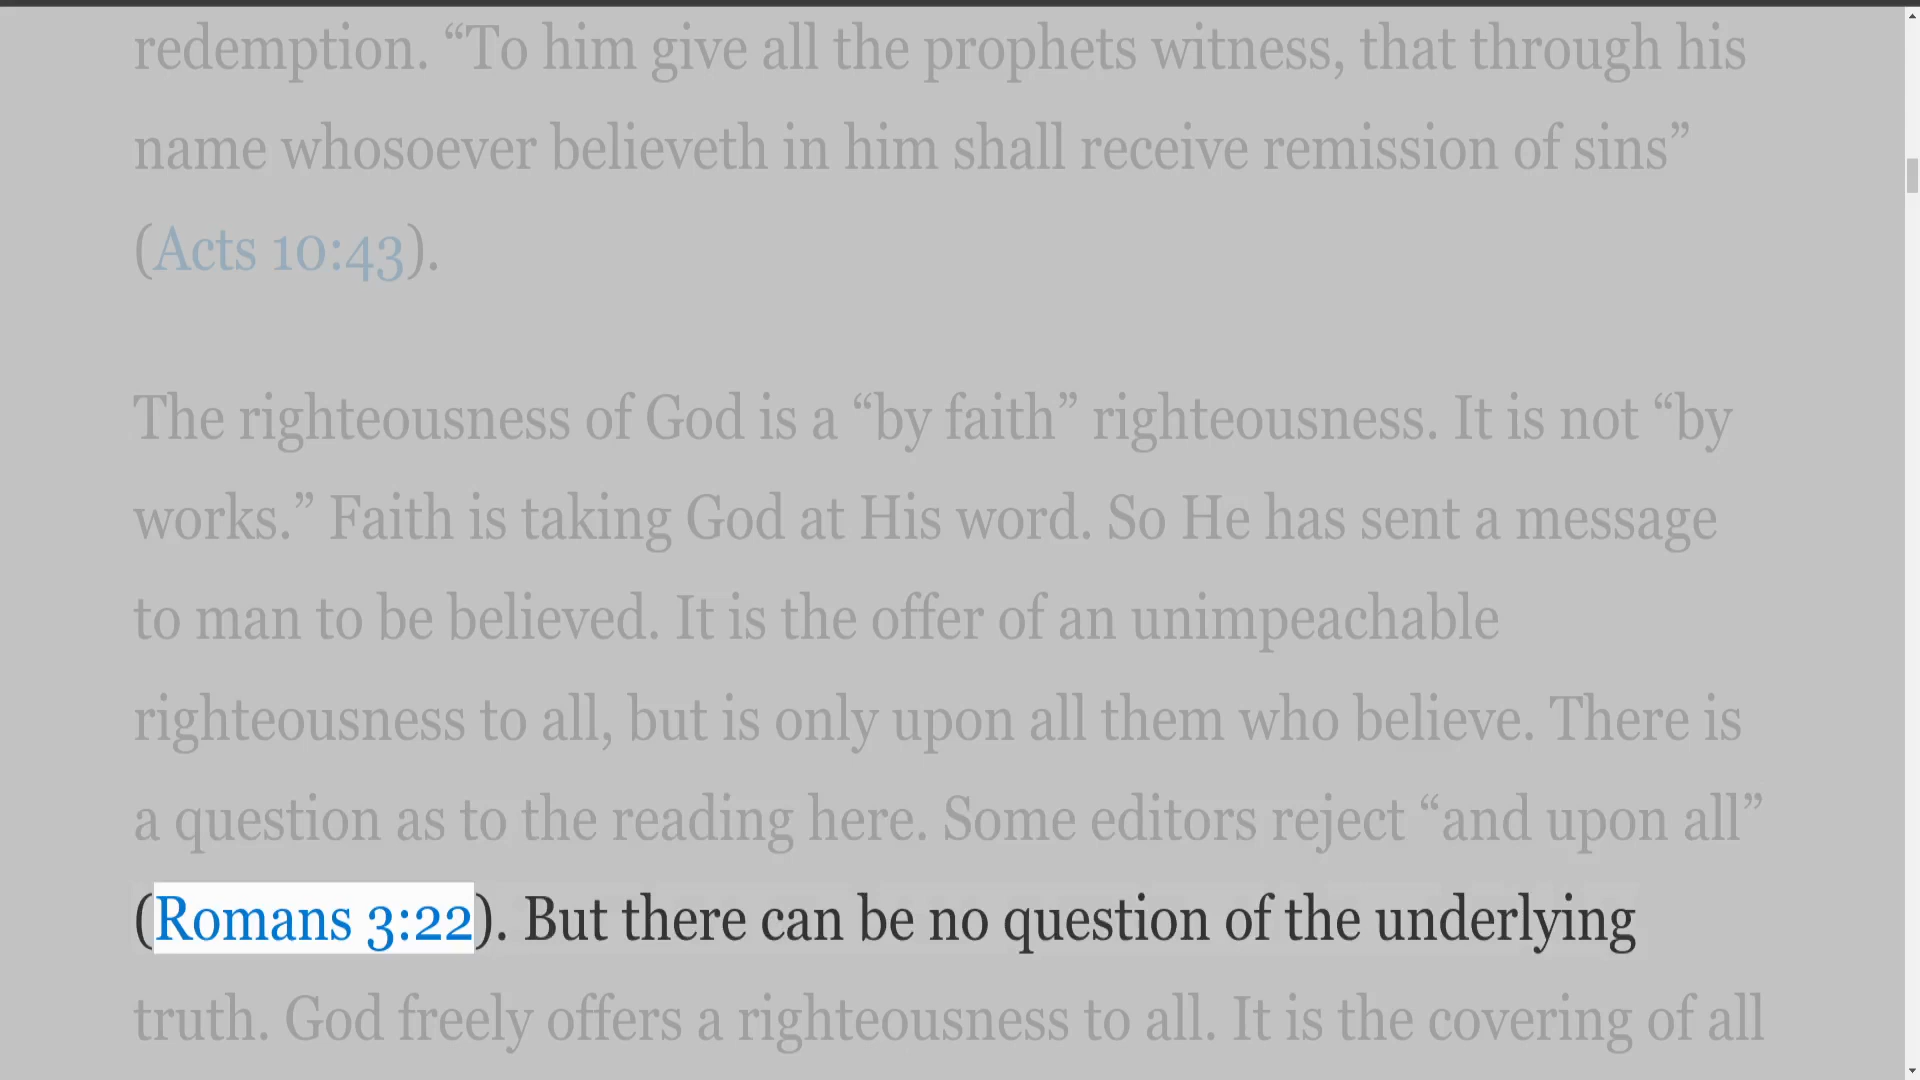 redemption. “To him give all the prophets witness, that through his
name whosoever believeth in him shall receive remission of sins”
(Acts 10:43).
The righteousness of God is a “by faith” righteousness. It is not “by
works.” Faith is taking God at His word. So He has sent a message
to man to be believed. It is the offer of an unimpeachable
righteousness to all, but is only upon all them who believe. There is
a question as to the reading here. Some editors reject “and upon all”
(Romans 3:22). But there can be no question of the underlying
truth. God freely offers a righteousness to all. It is the covering of all